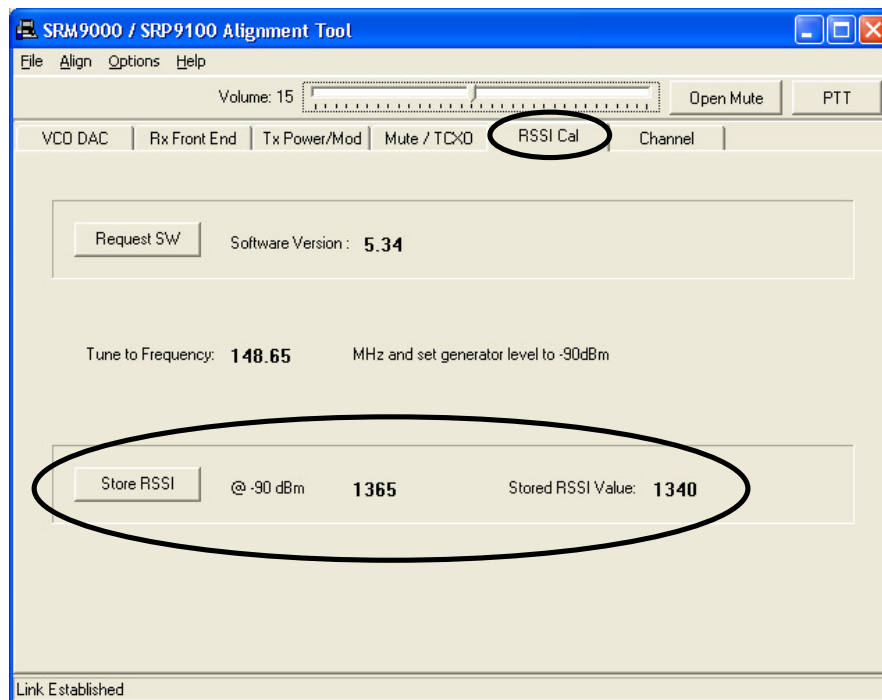 SRM9000 / SRP9100 Alignment Tool
File Align Options Help
Volume: 15 Open Mute PTT
VCO DAC Rx Front End Tx Power/Mod Mute / TCXO RSSI Cal Channel
Request SW Software Version : 5.34
Tune to Frequency: 148.65 MHz and set generator level to -90dBm
Store RSSI @ -90 dBm 1365 Stored RSSI Value: 1340
Link Established